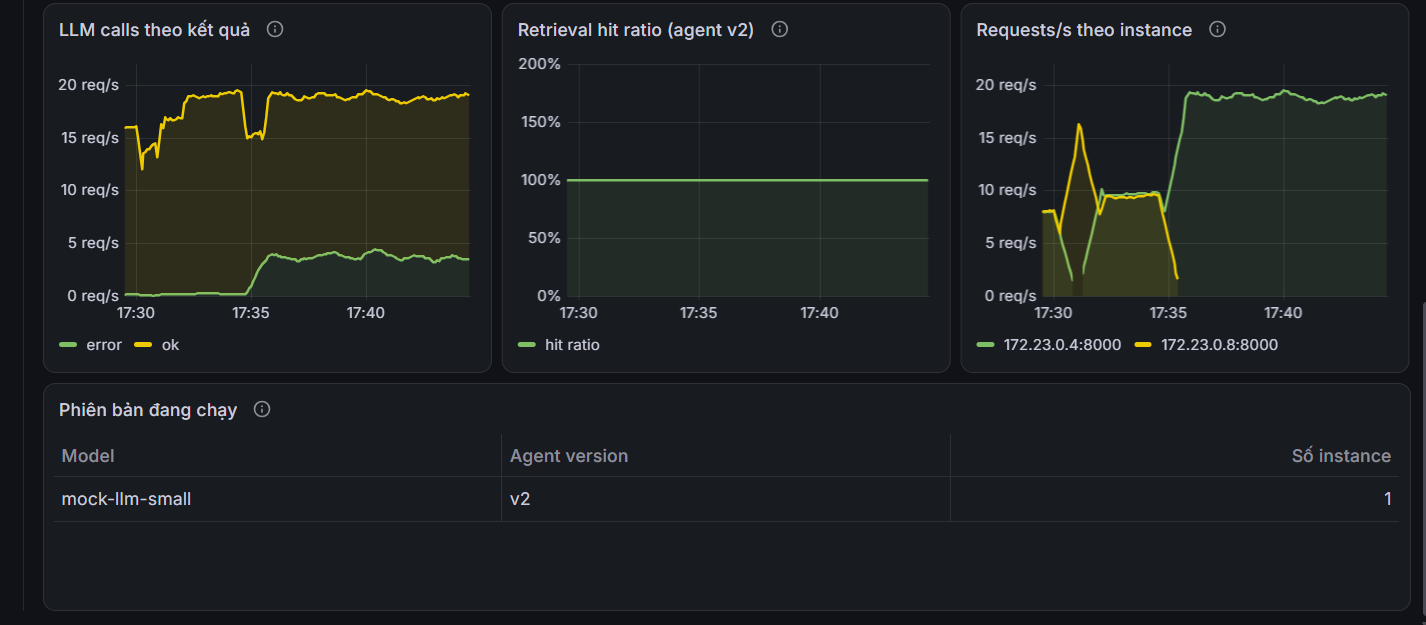 LLM calls theo kết quả
20 req/s
15 req/s
10 req/s
5 req/s
0 req/s
17:30 17:35 17:40
error ok
Retrieval hit ratio (agent v2)
200%
150%
100%
50%
0%
17:30 17:35 17:40
hit ratio
Requests/s theo instance
20 req/s
15 req/s
10 req/s
5 req/s
0 req/s
17:30 17:35 17:40
172.23.0.4:8000 172.23.0.8:8000
Phiên bản đang chạy
Model Agent version Số instance
mock-llm-small v2 1